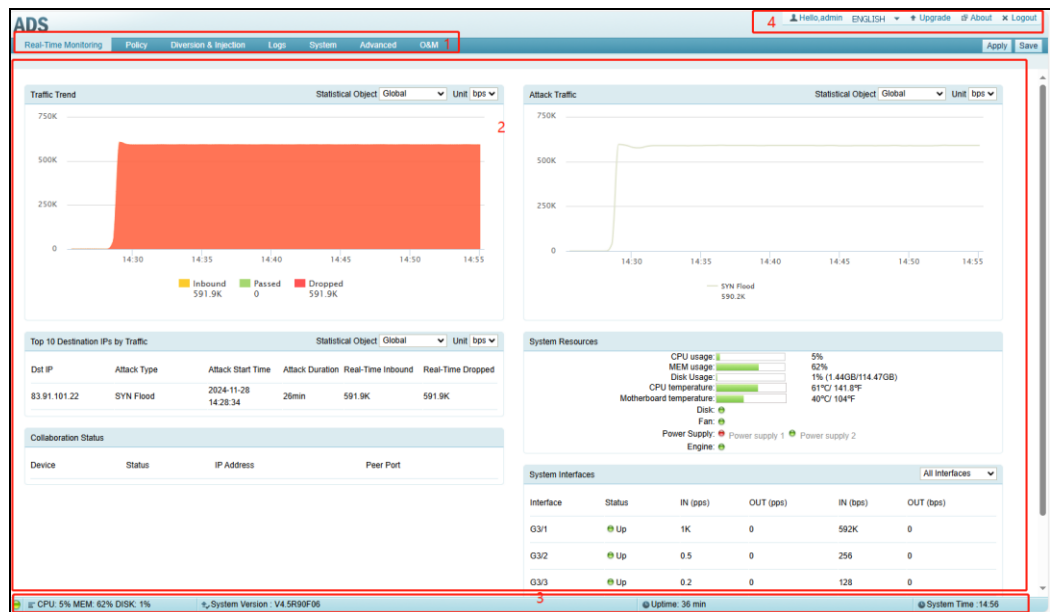 ADS
4
Hello,admin ENGLISH Upgrade About Logout
Real-Time Monitoring Policy Diversion & Injection Logs System Advanced O&M 1
Apply Save
2
Traffic Trend Statistical Object Global Unit bps
750K
500K
250K
0
14:30 14:35 14:40 14:45 14:50 14:55
Inbound Passed Dropped
591.9K 0 591.9K
Attack Traffic Statistical Object Global Unit bps
750K
500K
250K
0
14:30 14:35 14:40 14:45 14:50 14:55
SYN Flood
590.2K
Top 10 Destination IPs by Traffic Statistical Object Global Unit bps
Dst IP Attack Type Attack Start Time Attack Duration Real-Time Inbound Real-Time Dropped
83.91.101.22 SYN Flood 2024-11-28 14:28:34 26min 591.9K 591.9K
Collaboration Status
Device Status IP Address Peer Port
System Resources
CPU usage: 5%
MEM usage: 62%
Disk Usage: 1% (1.44GB/114.47GB)
CPU temperature: 61℃/ 141.8℉
Motherboard temperature: 40℃/ 104℉
Disk:
Fan:
Power Supply: Power supply 1 Power supply 2
Engine:
System Interfaces All Interfaces
Interface Status IN (pps) OUT (pps) IN (bps) OUT (bps)
G3/1 Up 1K 0 592K 0
G3/2 Up 0.5 0 256 0
G3/3 Up 0.2 0 128 0
3
CPU: 5% MEM: 62% DISK: 1% System Version : V4.5R90F06 Uptime: 36 min System Time :14:56